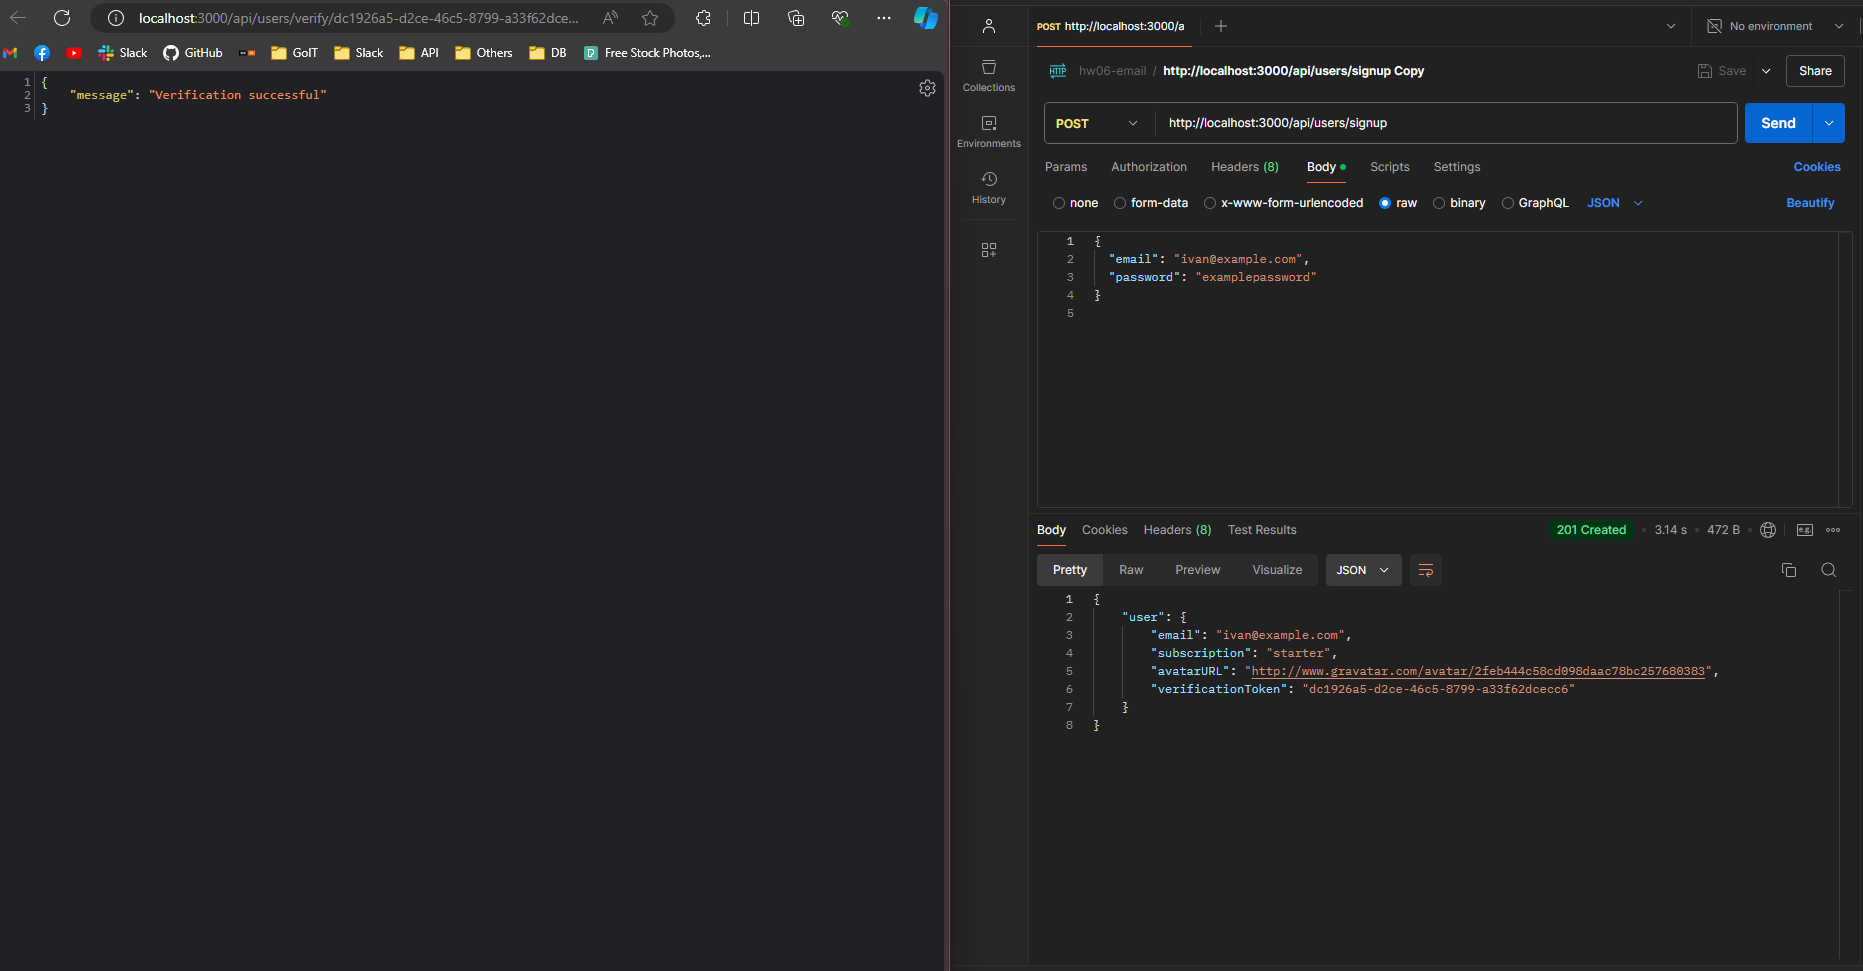 localhost:3000/api/users/verify/dc1926a5-d2ce-46c5-8799-a33f62dce...
Slack
GitHub
GoIT
Slack
API
Others
DB
Free Stock Photos,...
1 {
2 "message": "Verification successful"
3 }
POST http://localhost:3000/a
No environment
Collections
Environments
History
HTTP hw06-email / http://localhost:3000/api/users/signup Copy
Save
Share
POST
http://localhost:3000/api/users/signup
Send
Params Authorization Headers (8) Body Scripts Settings
Cookies
none form-data x-www-form-urlencoded raw binary GraphQL JSON
Beautify
1 {
2 "email": "ivan@example.com",
3 "password": "examplepassword"
4 }
5
Body Cookies Headers (8) Test Results
201 Created • 3.14 s • 472 B
e.g.
Pretty Raw Preview Visualize JSON
1 {
2 "user": {
3 "email": "ivan@example.com",
4 "subscription": "starter",
5 "avatarURL": "http://www.gravatar.com/avatar/2feb444c58cd098daac78bc257680383",
6 "verificationToken": "dc1926a5-d2ce-46c5-8799-a33f62dcecc6"
7 }
8 }